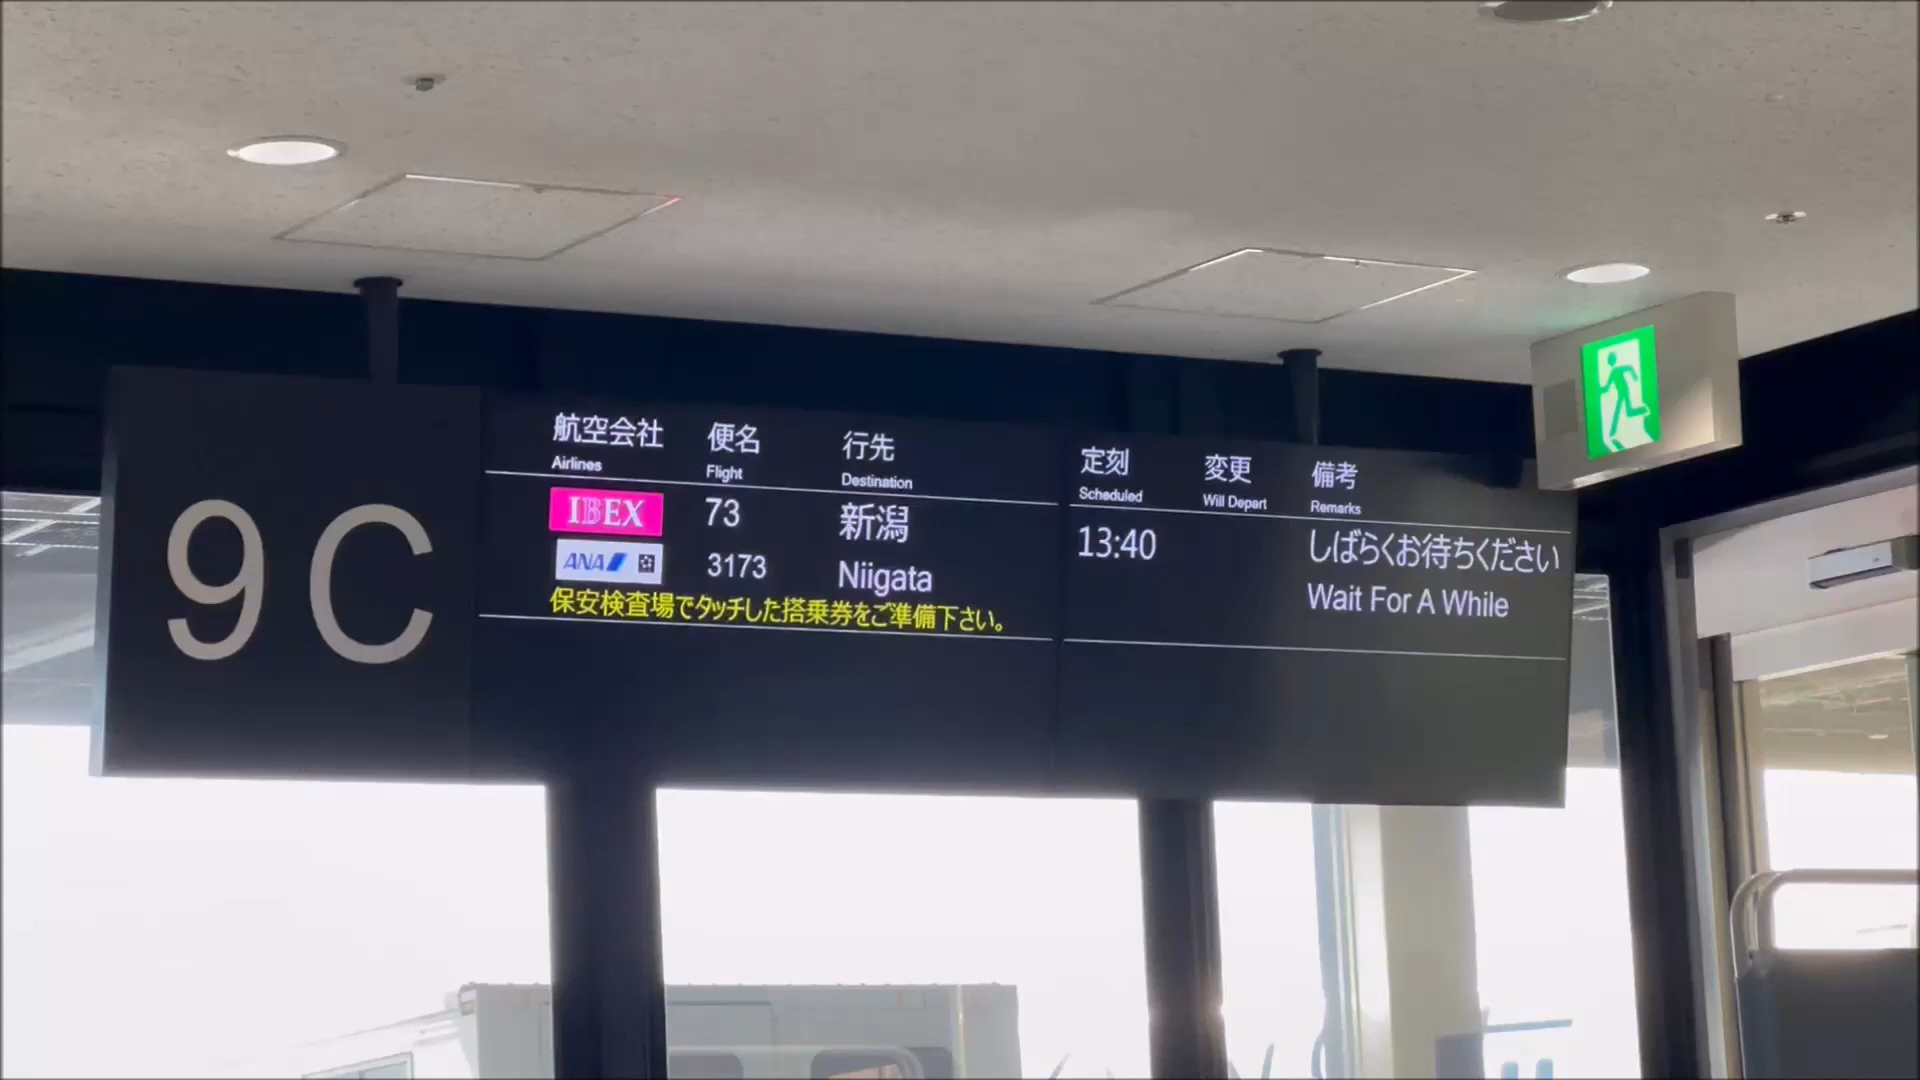 9C
航空会社 便名 行先 定刻 変更 備考
Airlines Flight Destination Scheduled Will Depart Remarks
IBEX 73 新潟 13:40 しばらくお待ちください
ANA 3173 Niigata Wait For A While
保安検査場でタッチした搭乗券をご準備下さい。